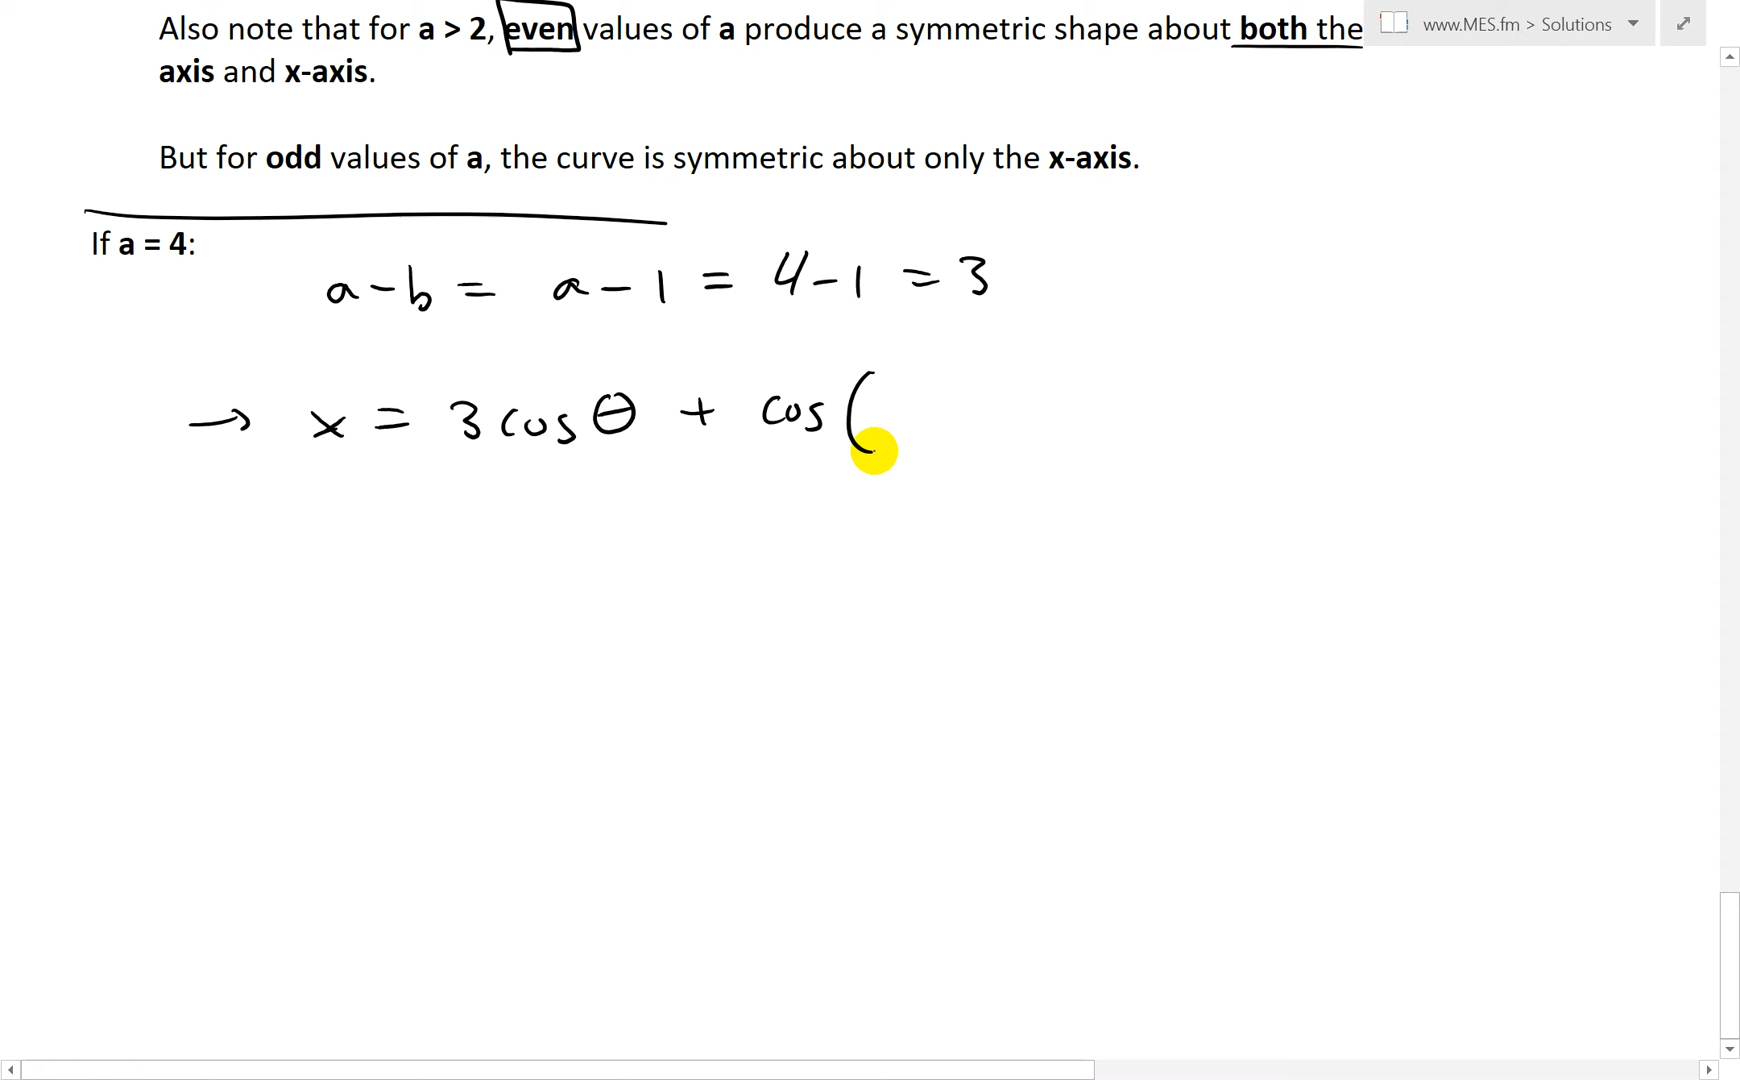 Also note that for a > 2, even values of a produce a symmetric shape about both the
www.MES.fm > Solutions
axis and x-axis.
But for odd values of a, the curve is symmetric about only the x-axis.
If a = 4:
a - b = a - 1 = 4 - 1 = 3
→ x = 3 cos θ + cos (